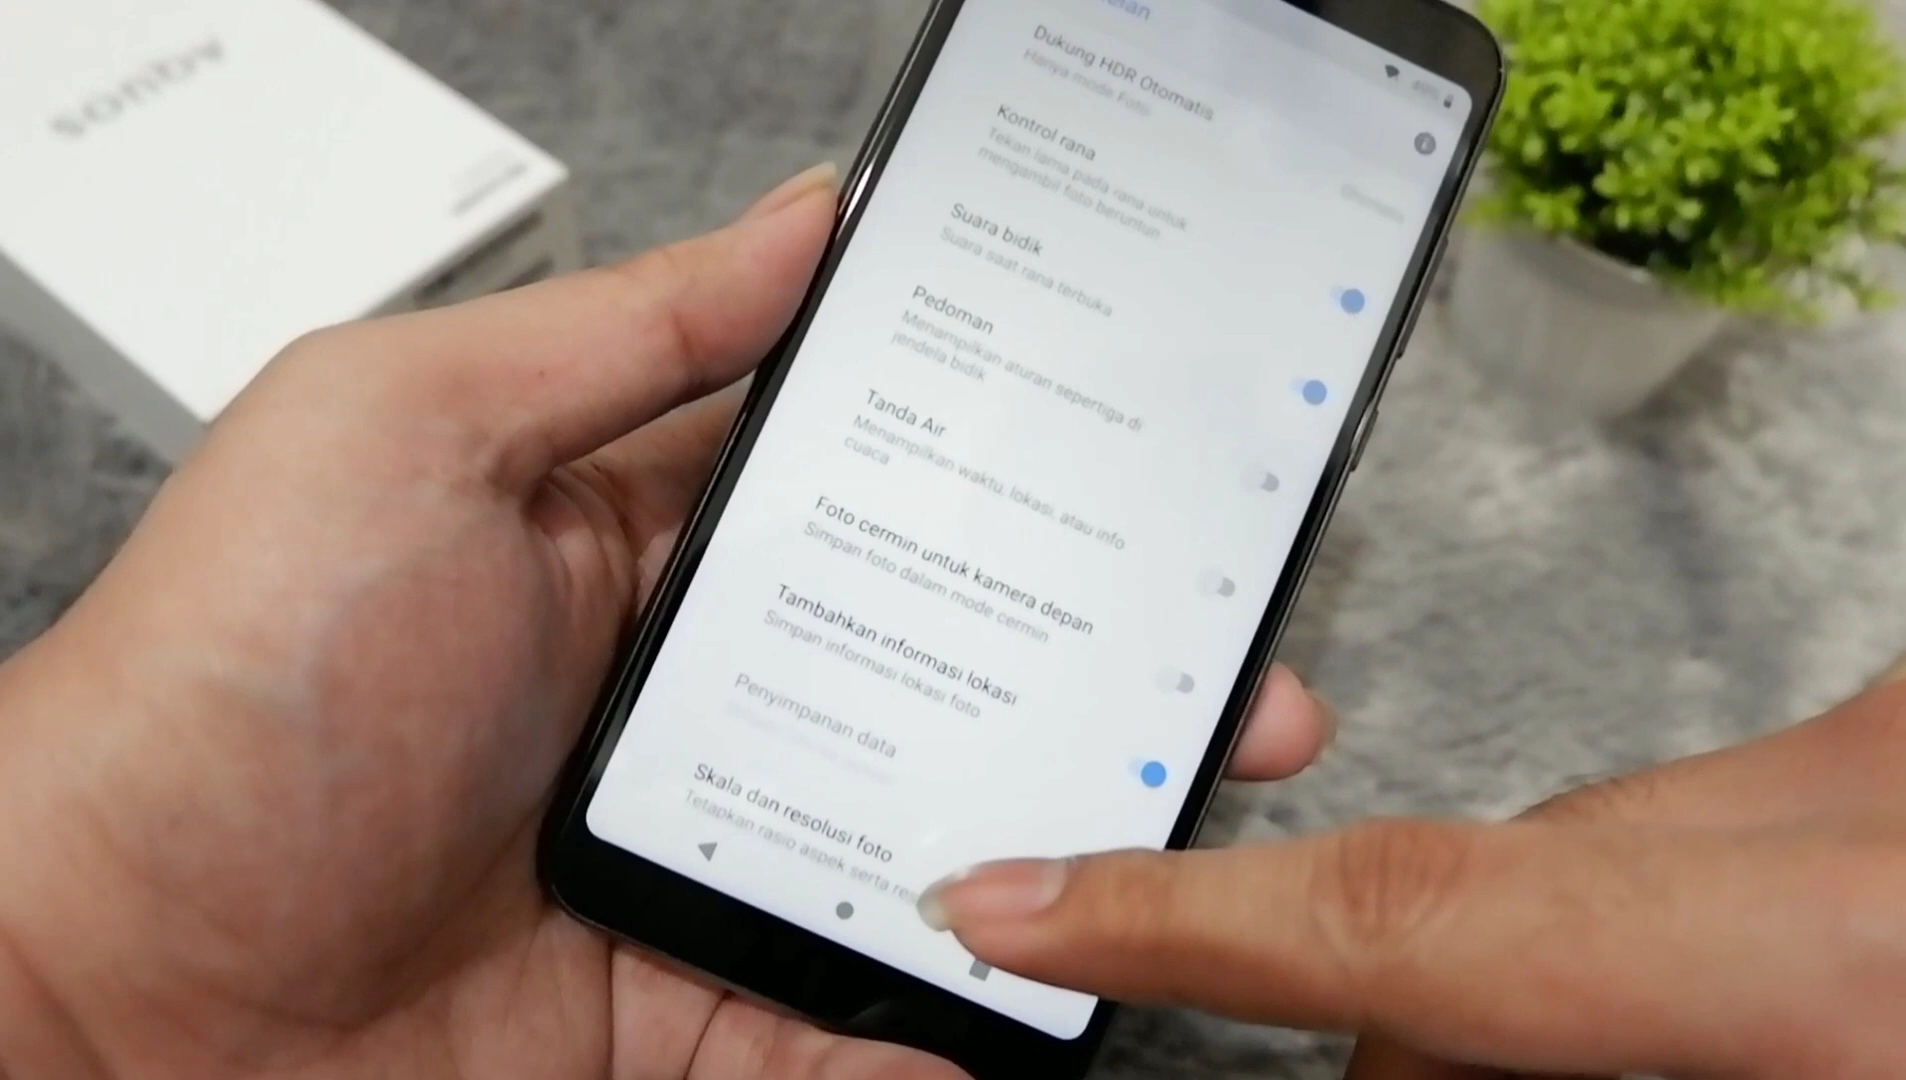 AQUOS
Dukung HDR Otomatis
Hanya mode Foto
Kontrol rana
Tekan lama pada rana untuk
mengambil foto beruntun
Suara bidik
Suara saat rana terbuka
Pedoman
Menampilkan aturan sepertiga di
jendela bidik
Tanda Air
Menampilkan waktu, lokasi, atau info
cuaca
Foto cermin untuk kamera depan
Simpan foto dalam mode cermin
Tambahkan informasi lokasi
Simpan informasi lokasi foto
Penyimpanan data
Skala dan resolusi foto
Tetapkan rasio aspek serta